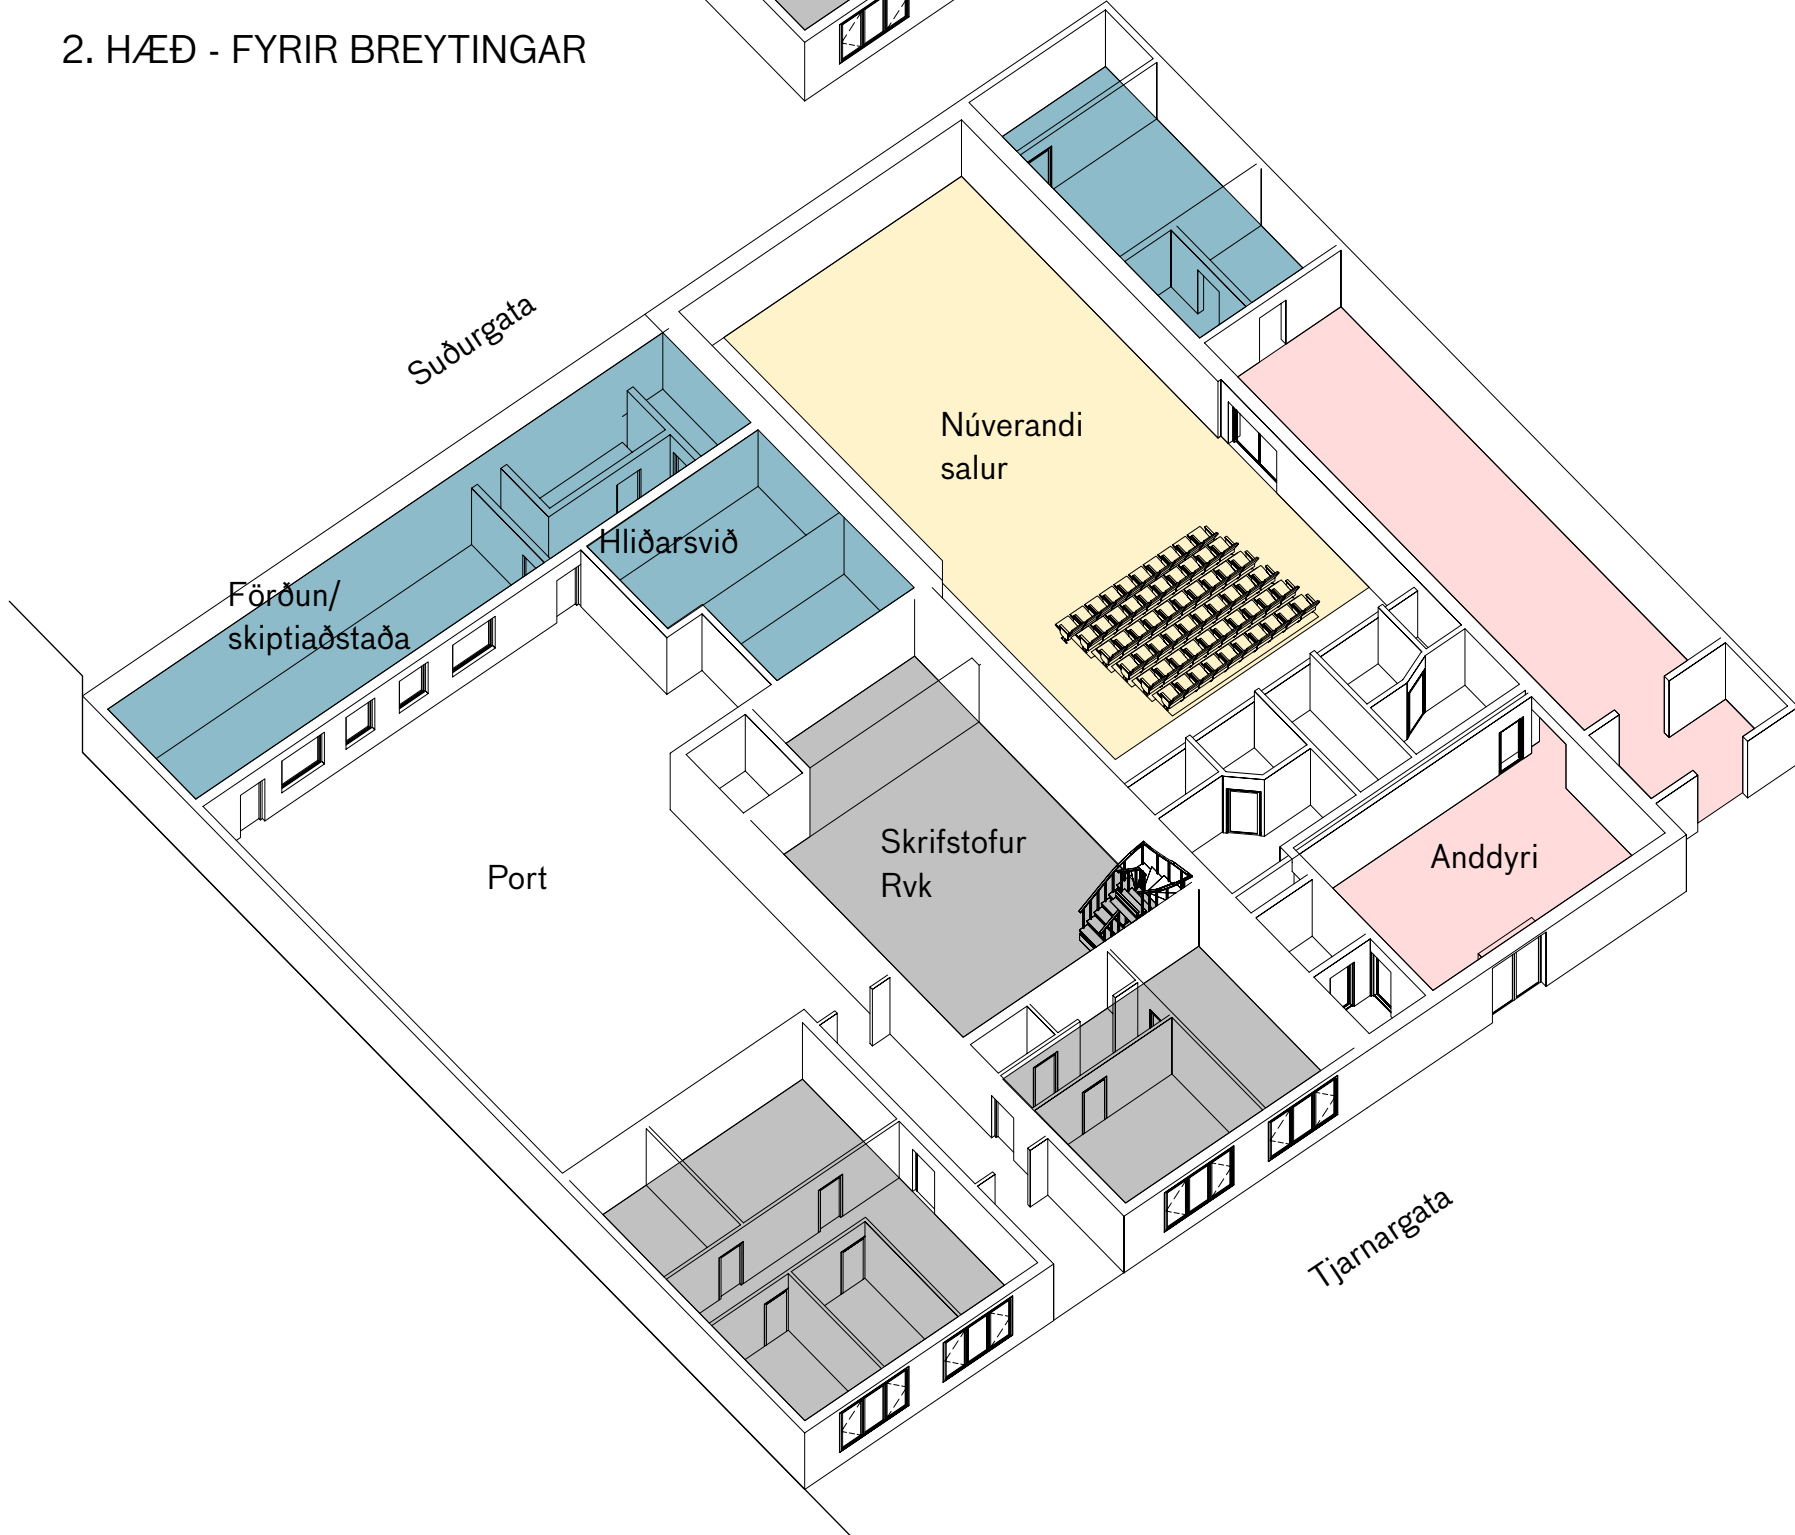 2. HÆÐ - FYRIR BREYTINGAR
Suðurgata
Núverandi
salur
Hliðarsvið
Förðun/
skiptiaðstaða
Skrifstofur
Rvk
Anddyri
Port
Tjarnargata